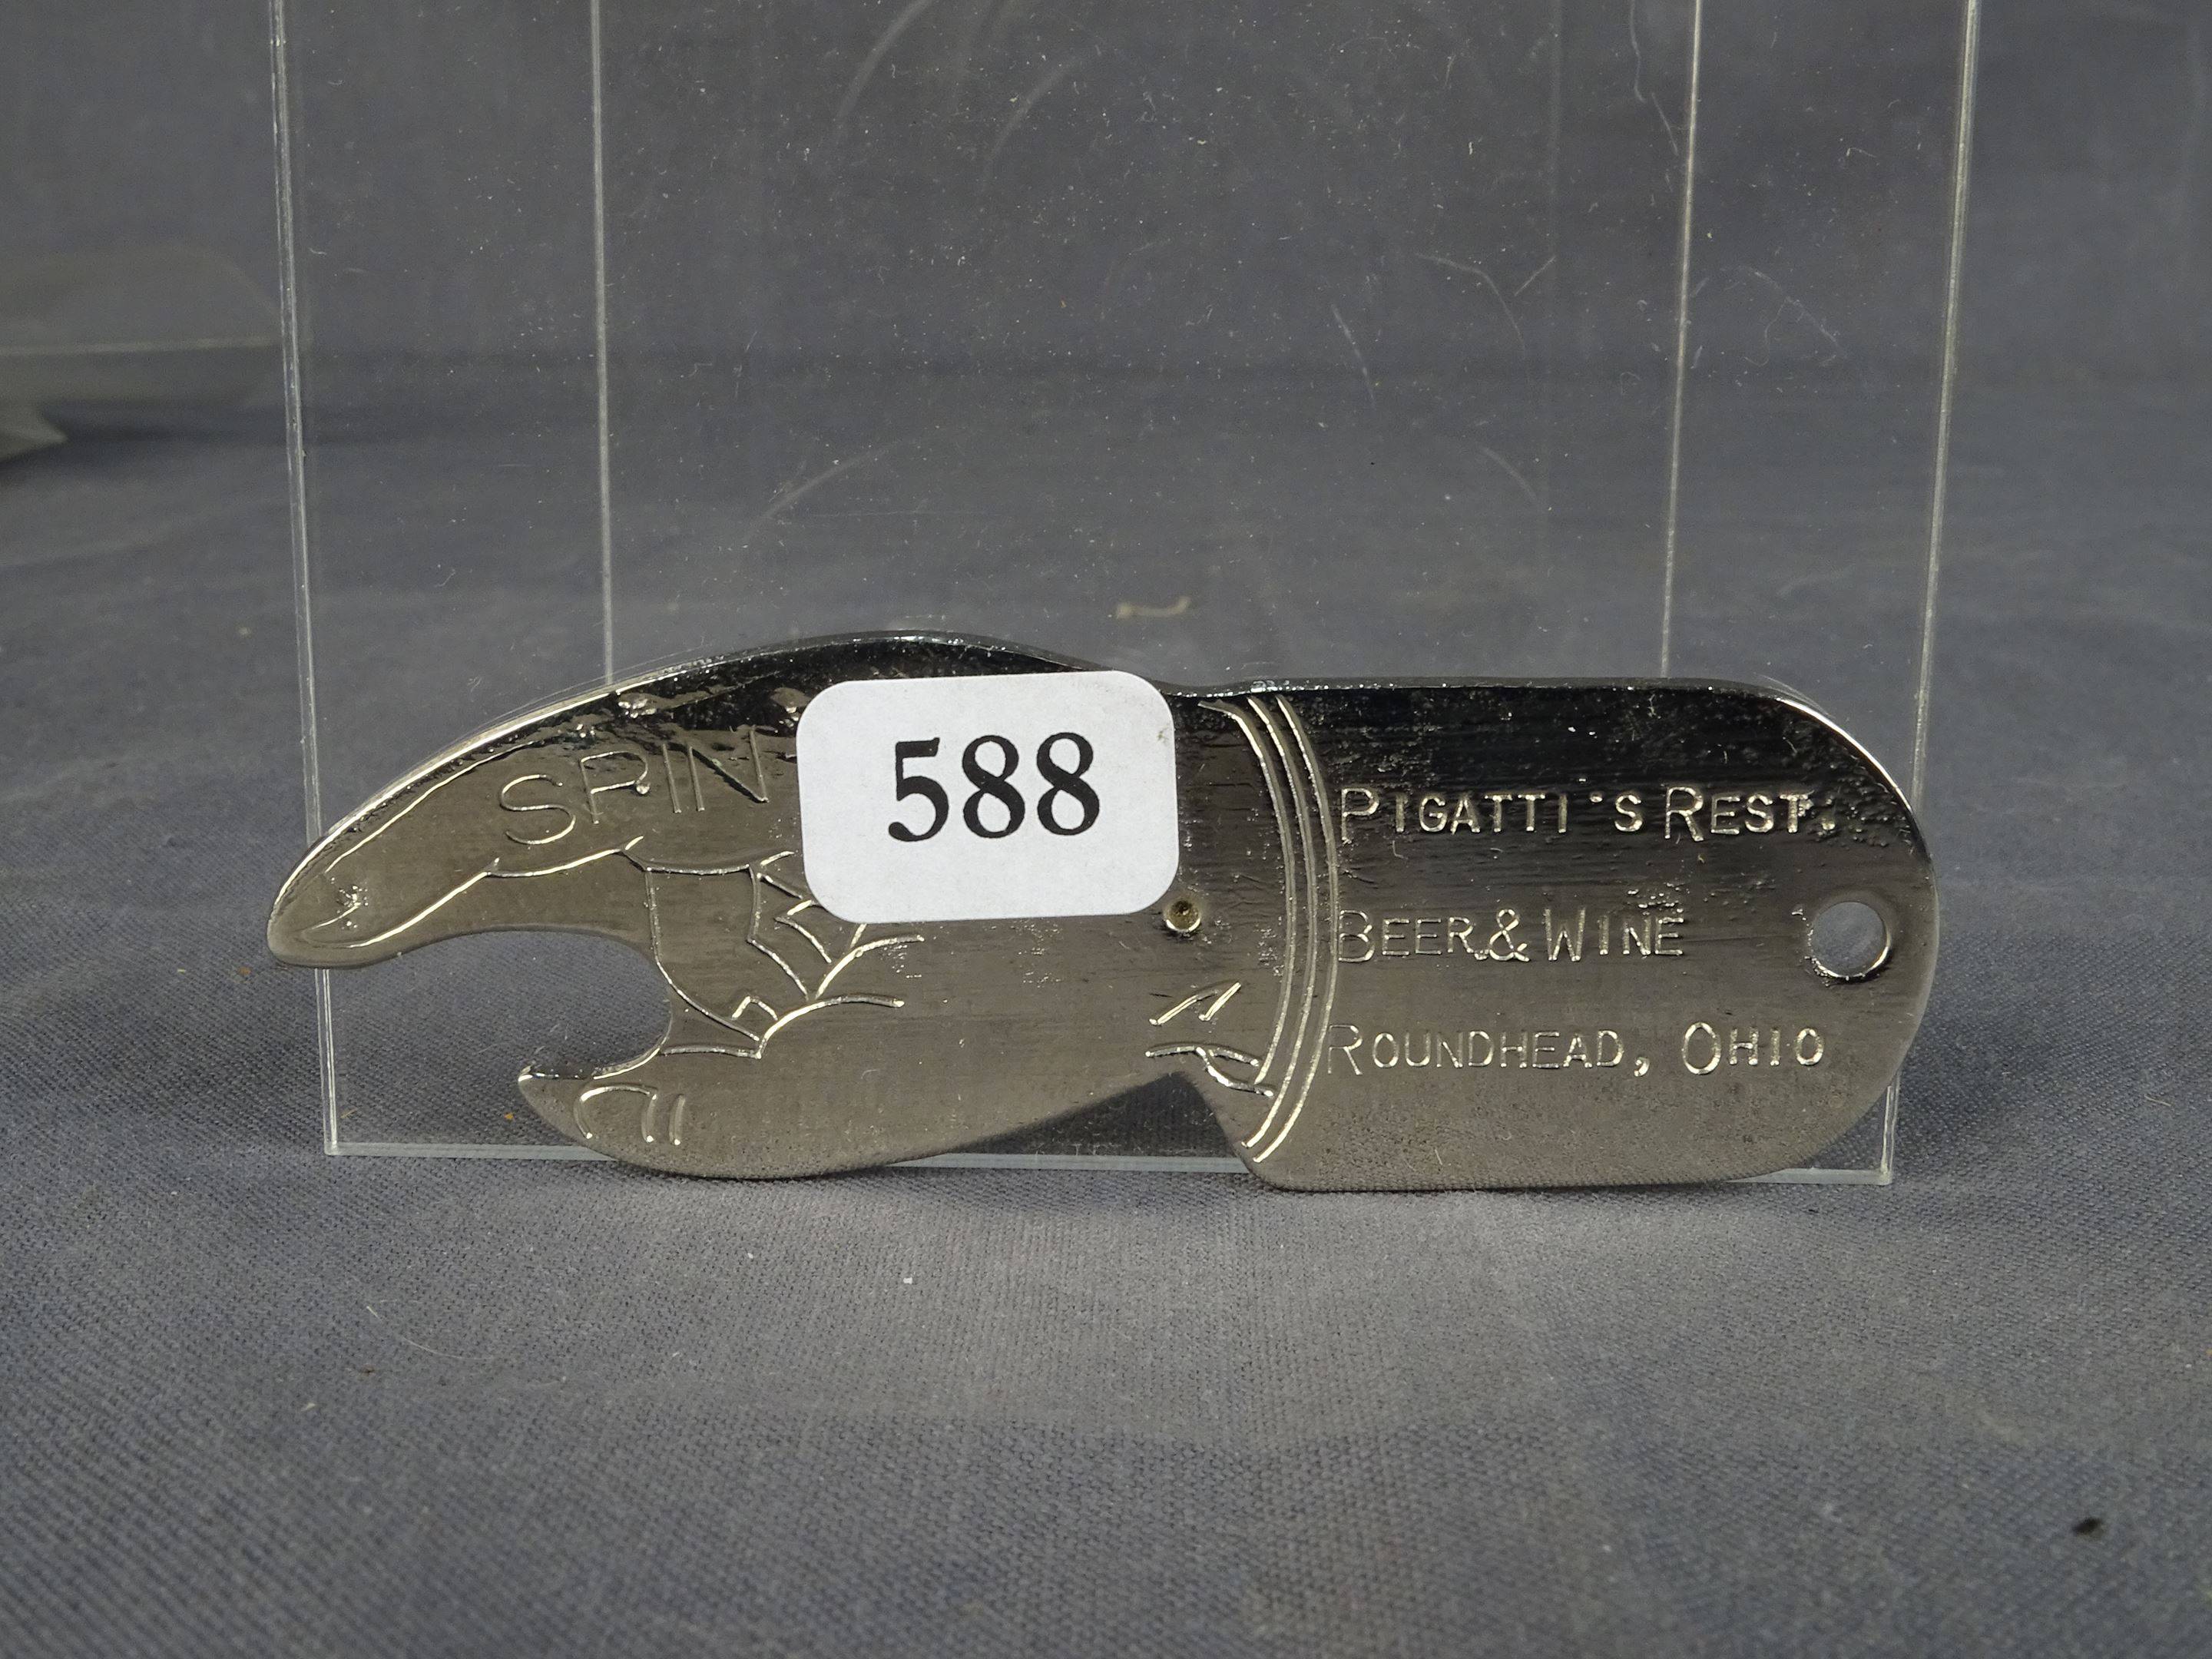 SPIN
588
PIGATTI'S REST.
BEER & WINE
ROUNDHEAD, OHIO